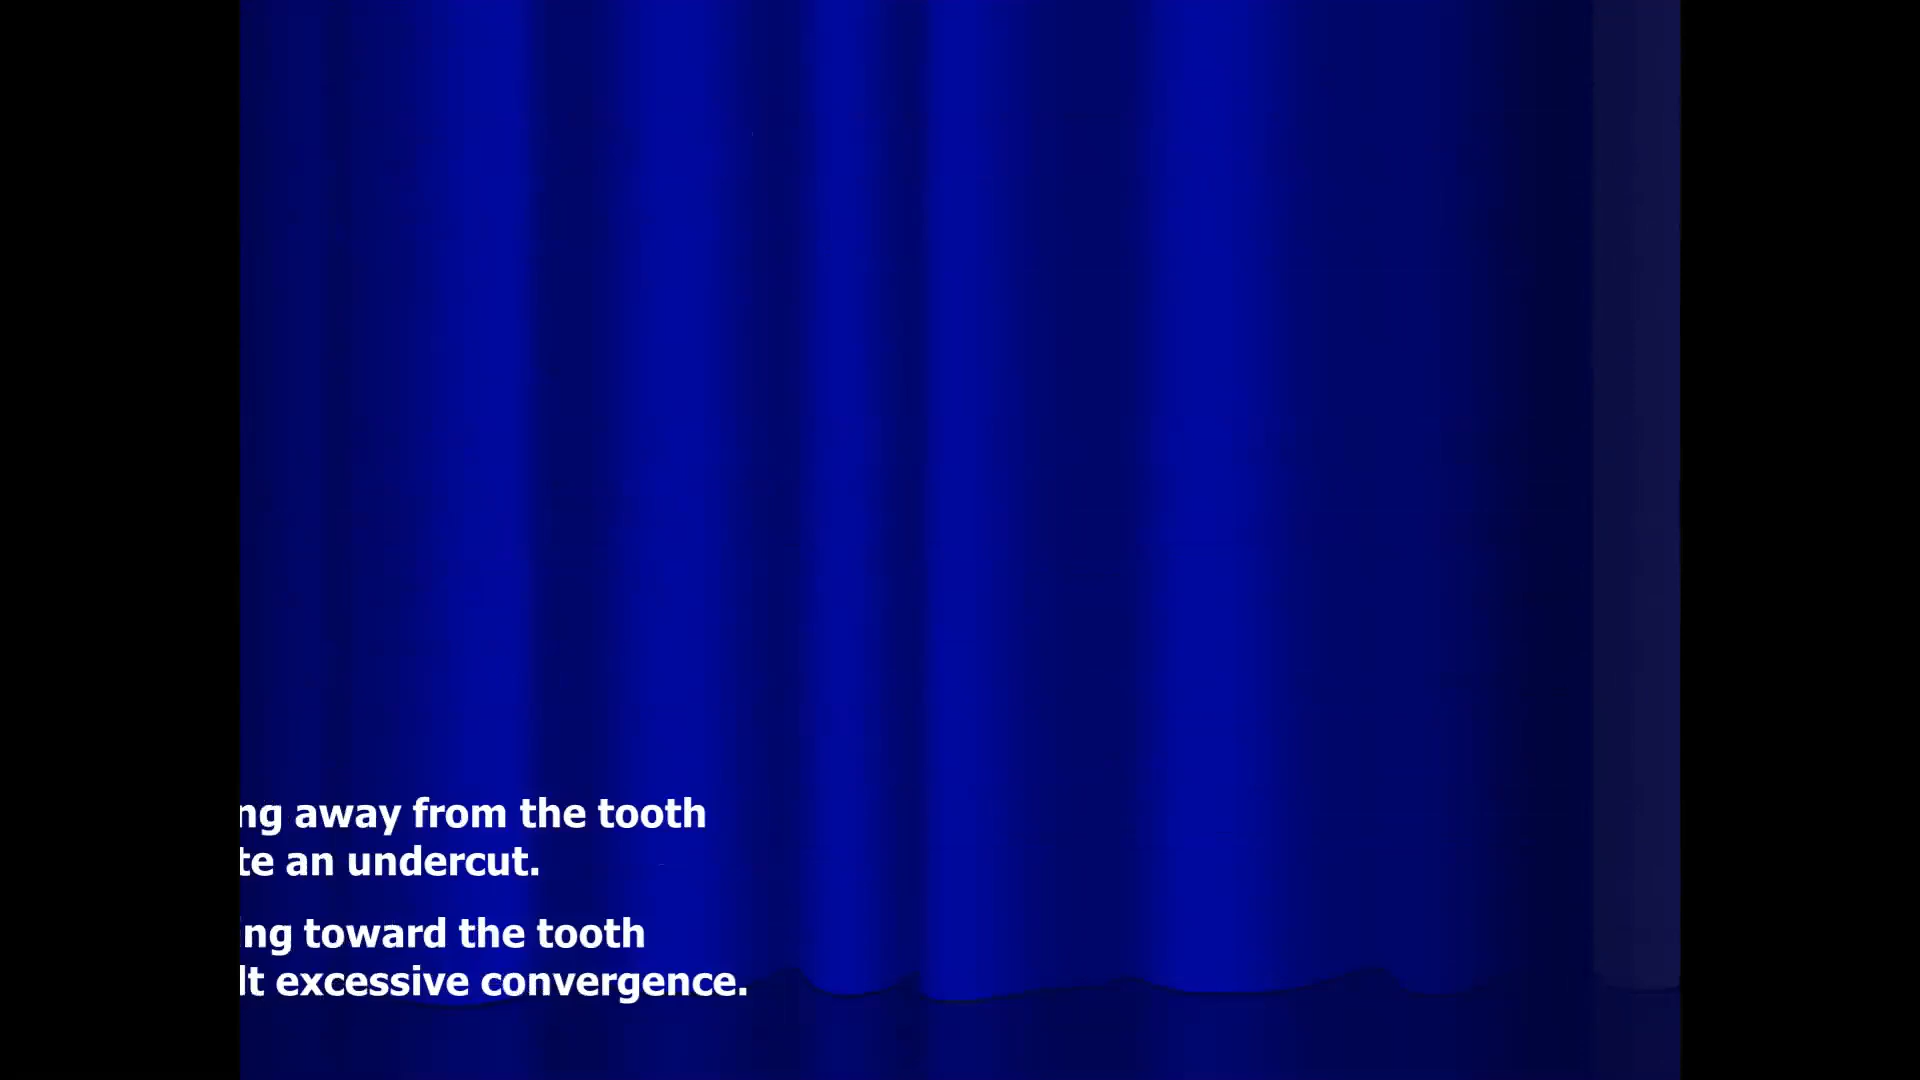 ng away from the tooth
te an undercut.
ng toward the tooth
lt excessive convergence.